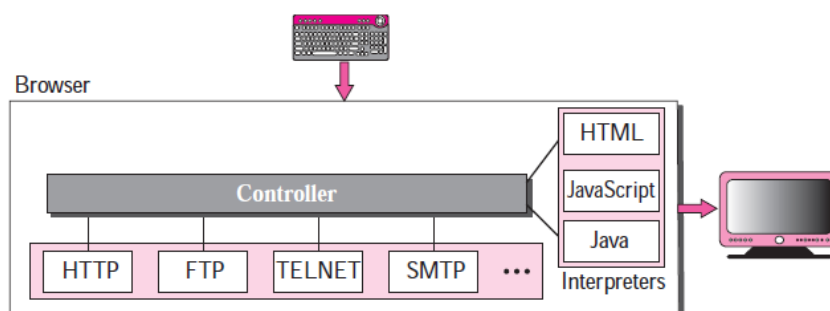 Browser
HTML
JavaScript
Java
Interpreters
Controller
HTTP
FTP
TELNET
SMTP
•••